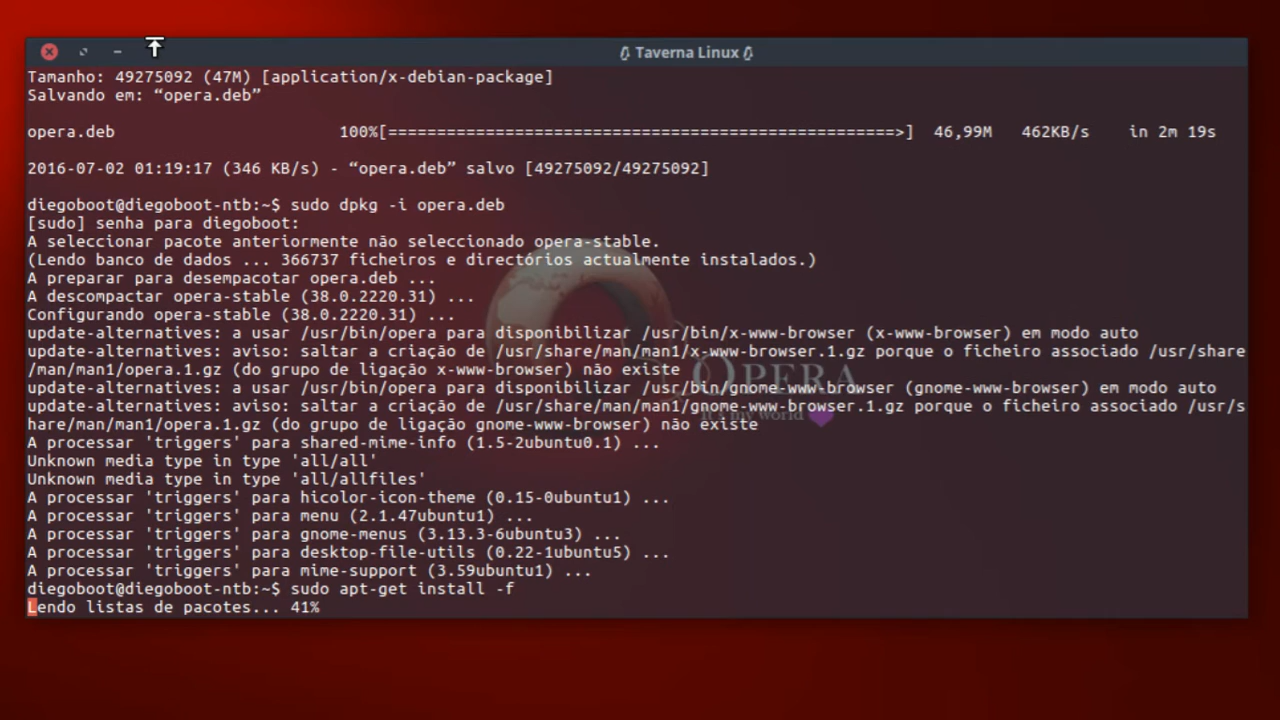 Taverna Linux
Tamanho: 49275092 (47M) [application/x-debian-package]
Salvando em: “opera.deb”
opera.deb 100%[====================================================>] 46,99M 462KB/s in 2m 19s
2016-07-02 01:19:17 (346 KB/s) - “opera.deb” salvo [49275092/49275092]
diegoboot@diegoboot-ntb:~$ sudo dpkg -i opera.deb
[sudo] senha para diegoboot:
A seleccionar pacote anteriormente não seleccionado opera-stable.
(Lendo banco de dados ... 366737 ficheiros e directórios actualmente instalados.)
A preparar para desempacotar opera.deb ...
A descompactar opera-stable (38.0.2220.31) ...
Configurando opera-stable (38.0.2220.31) ...
update-alternatives: a usar /usr/bin/opera para disponibilizar /usr/bin/x-www-browser (x-www-browser) em modo auto
update-alternatives: aviso: saltar a criação de /usr/share/man/man1/x-www-browser.1.gz porque o ficheiro associado /usr/share
/man/man1/opera.1.gz (do grupo de ligação x-www-browser) não existe
update-alternatives: a usar /usr/bin/opera para disponibilizar /usr/bin/gnome-www-browser (gnome-www-browser) em modo auto
update-alternatives: aviso: saltar a criação de /usr/share/man/man1/gnome-www-browser.1.gz porque o ficheiro associado /usr/s
hare/man/man1/opera.1.gz (do grupo de ligação gnome-www-browser) não existe
A processar 'triggers' para shared-mime-info (1.5-2ubuntu0.1) ...
Unknown media type in type 'all/all'
Unknown media type in type 'all/allfiles'
A processar 'triggers' para hicolor-icon-theme (0.15-0ubuntu1) ...
A processar 'triggers' para menu (2.1.47ubuntu1) ...
A processar 'triggers' para gnome-menus (3.13.3-6ubuntu3) ...
A processar 'triggers' para desktop-file-utils (0.22-1ubuntu5) ...
A processar 'triggers' para mime-support (3.59ubuntu1) ...
diegoboot@diegoboot-ntb:~$ sudo apt-get install -f
Lendo listas de pacotes... 41%
OPERA
my world